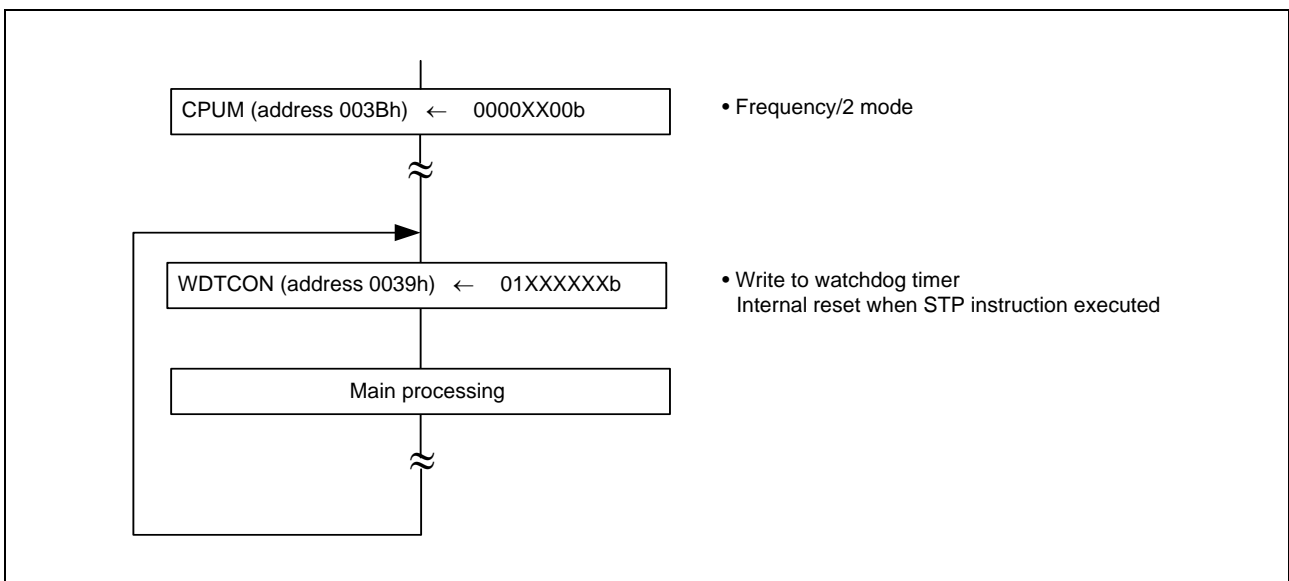 CPUM (address 003Bh) ← 0000XX00b
• Frequency/2 mode
WDTCON (address 0039h) ← 01XXXXXXb
• Write to watchdog timer
Internal reset when STP instruction executed
Main processing